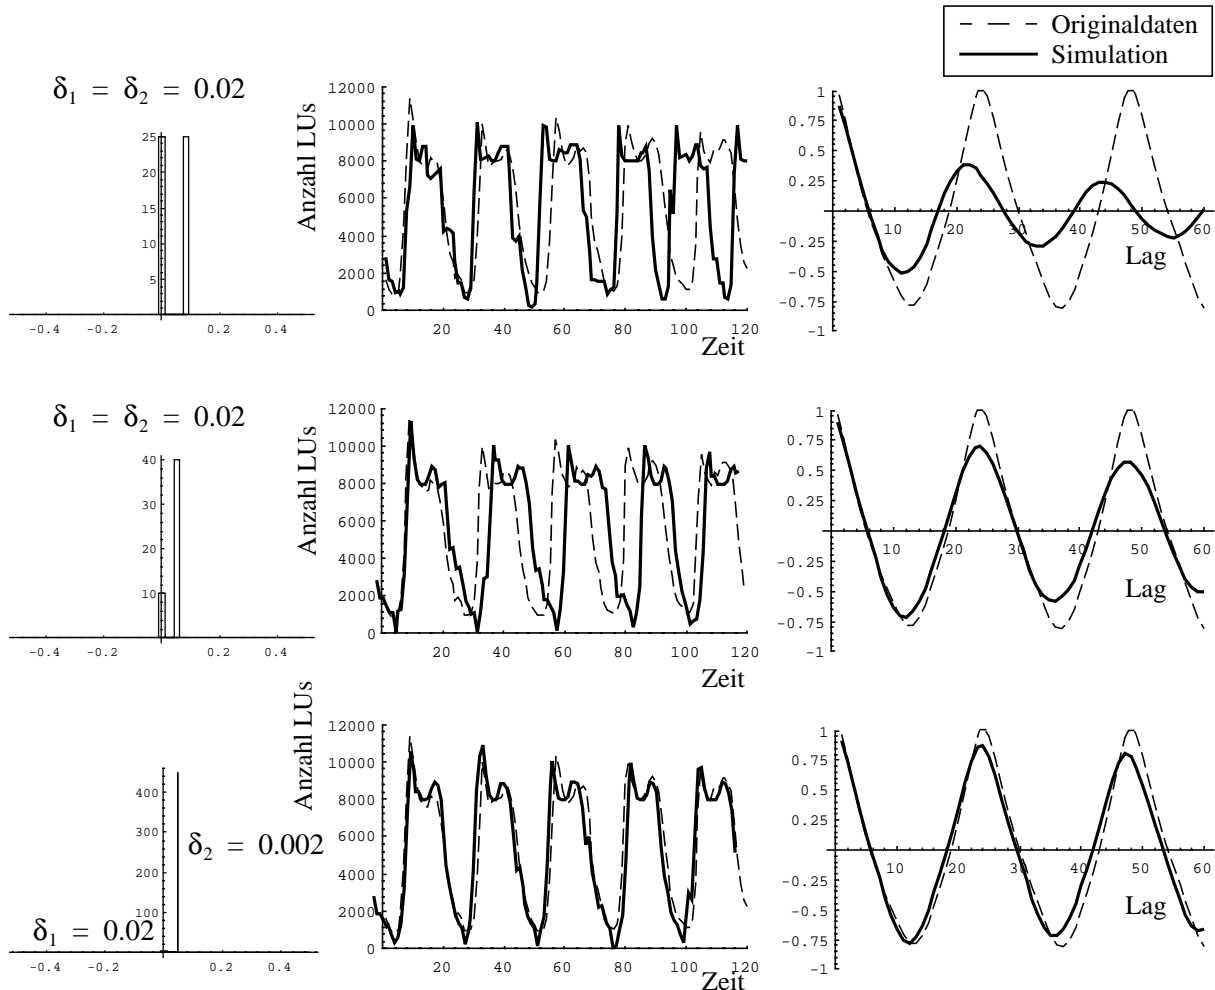 Originaldaten
Simulation
δ1 = δ2 = 0.02
25
20
15
10
5
-0.4 -0.2 0.2 0.4
Anzahl LUs
12000
10000
8000
6000
4000
2000
0
20 40 60 80 100 120
Zeit
1
0.75
0.5
0.25
-0.25
-0.5
-0.75
-1
10 20 30 40 50 60
Lag
δ1 = δ2 = 0.02
40
30
20
10
-0.4 -0.2 0.2 0.4
Anzahl LUs
12000
10000
8000
6000
4000
2000
0
20 40 60 80 100 120
Zeit
1
0.75
0.5
0.25
-0.25
-0.5
-0.75
-1
10 20 30 40 50 60
Lag
400
300
200
100
δ2 = 0.002
δ1 = 0.02
-0.4 -0.2 0.2 0.4
Anzahl LUs
12000
10000
8000
6000
4000
2000
0
20 40 60 80 100 120
Zeit
1
0.75
0.5
0.25
-0.25
-0.5
-0.75
-1
10 20 30 40 50 60
Lag